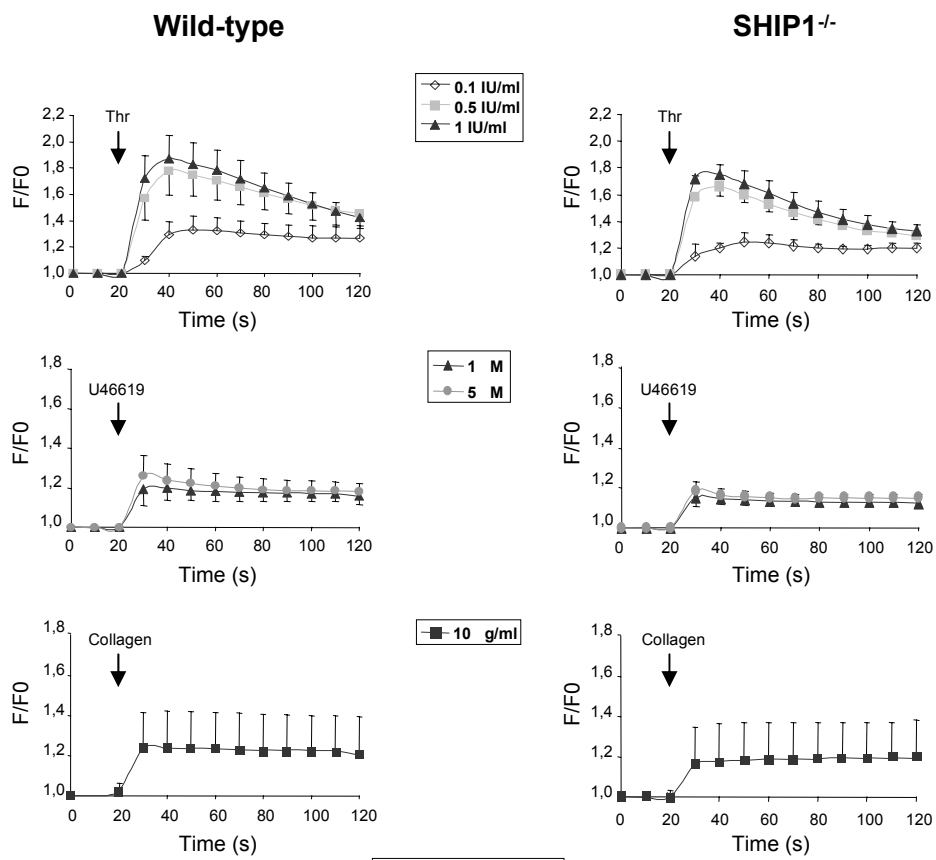 Wild-type
SHIP1-/-
0.1 IU/ml
0.5 IU/ml
1 IU/ml
Thr
F/F0
2,2
2,0
1,8
1,6
1,4
1,2
1,0
0 20 40 60 80 100 120
Time (s)
Thr
F/F0
2,2
2,0
1,8
1,6
1,4
1,2
1,0
0 20 40 60 80 100 120
Time (s)
1 M
5 M
U46619
F/F0
1,8
1,6
1,4
1,2
1,0
0 20 40 60 80 100 120
Time (s)
U46619
F/F0
1,8
1,6
1,4
1,2
1,0
0 20 40 60 80 100 120
Time (s)
10 g/ml
Collagen
F/F0
1,8
1,6
1,4
1,2
1,0
0 20 40 60 80 100 120
Time (s)
Collagen
F/F0
1,8
1,6
1,4
1,2
1,0
0 20 40 60 80 100 120
Time (s)